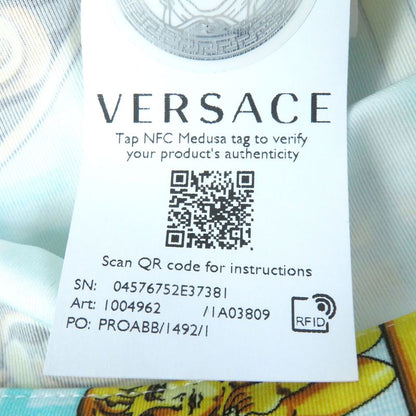 VERSACE
Tap NFC Medusa tag to verify
your product's authenticity
Scan QR code for instructions
SN: 04576752E37381
Art: 1004962 /1A03809
PO: PROABB/1492/1
RFID